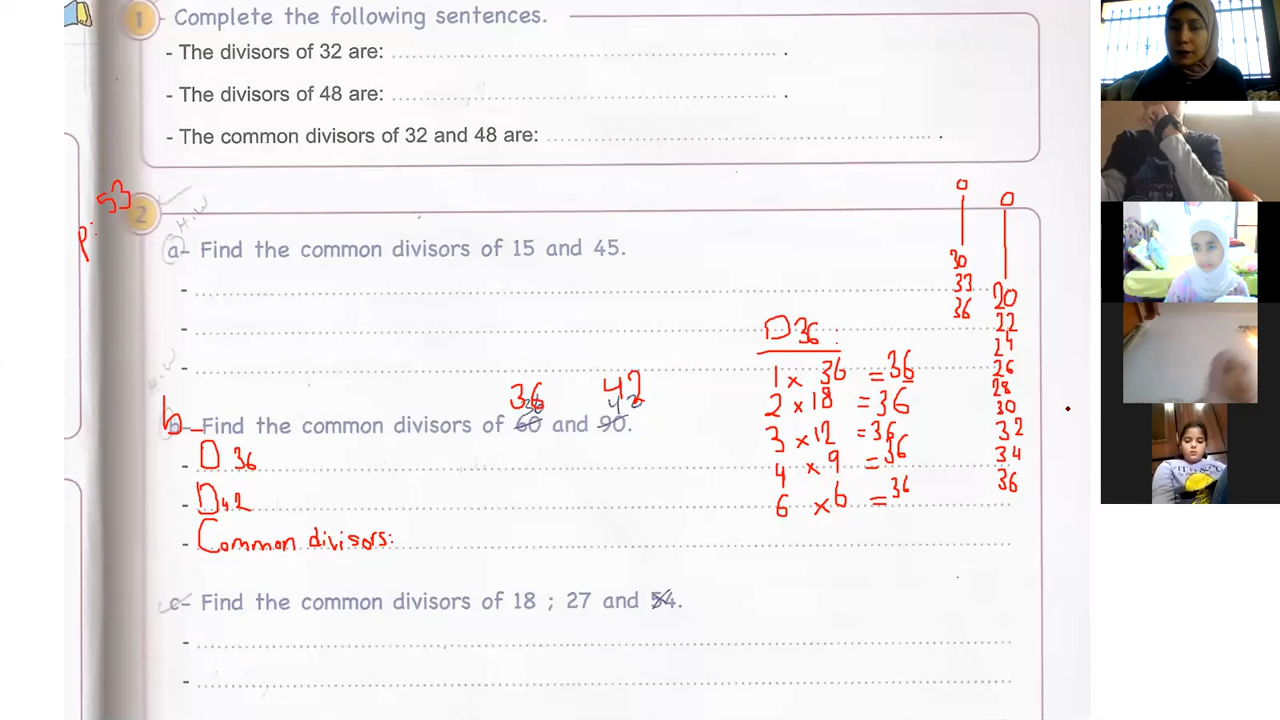 1 Complete the following sentences.
- The divisors of 32 are: .
- The divisors of 48 are: .
- The common divisors of 32 and 48 are: .
p: 53
2
H.W
a- Find the common divisors of 15 and 45.
-
-
-
H.W
36 42
b- Find the common divisors of 60 and 90.
- D 36
- D 42
- Common divisors:
c- Find the common divisors of 18 ; 27 and 54.
-
-
D 36 :
1 × 36 = 36
2 × 18 = 36
3 × 12 = 36
4 × 9 = 36
6 × 6 = 36
0
30
33
36
0
20
22
24
26
28
30
32
34
36